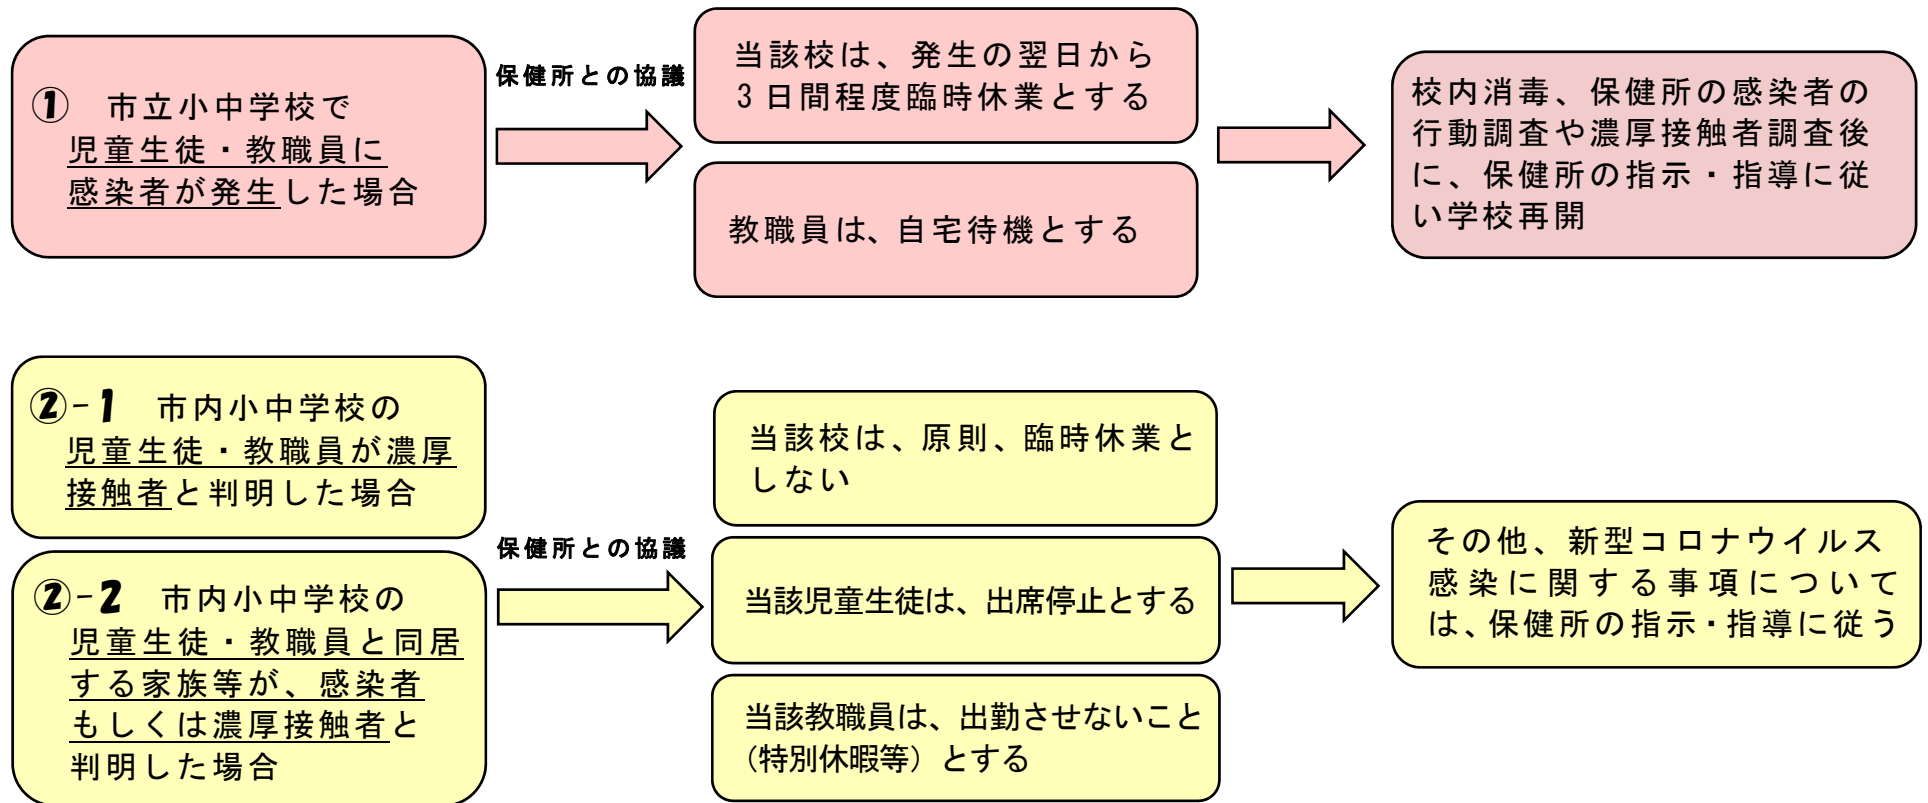 ① 市立小中学校で
児童生徒・教職員に
感染者が発生した場合
保健所との協議
当該校は、発生の翌日から
3日間程度臨時休業とする
教職員は、自宅待機とする
校内消毒、保健所の感染者の
行動調査や濃厚接触者調査後
に、保健所の指示・指導に従
い学校再開
②-1 市内小中学校の
児童生徒・教職員が濃厚
接触者と判明した場合
②-2 市内小中学校の
児童生徒・教職員と同居
する家族等が、感染者
もしくは濃厚接触者と
判明した場合
保健所との協議
当該校は、原則、臨時休業と
しない
当該児童生徒は、出席停止とする
当該教職員は、出勤させないこと
(特別休暇等)とする
その他、新型コロナウイルス
感染に関する事項について
は、保健所の指示・指導に従う